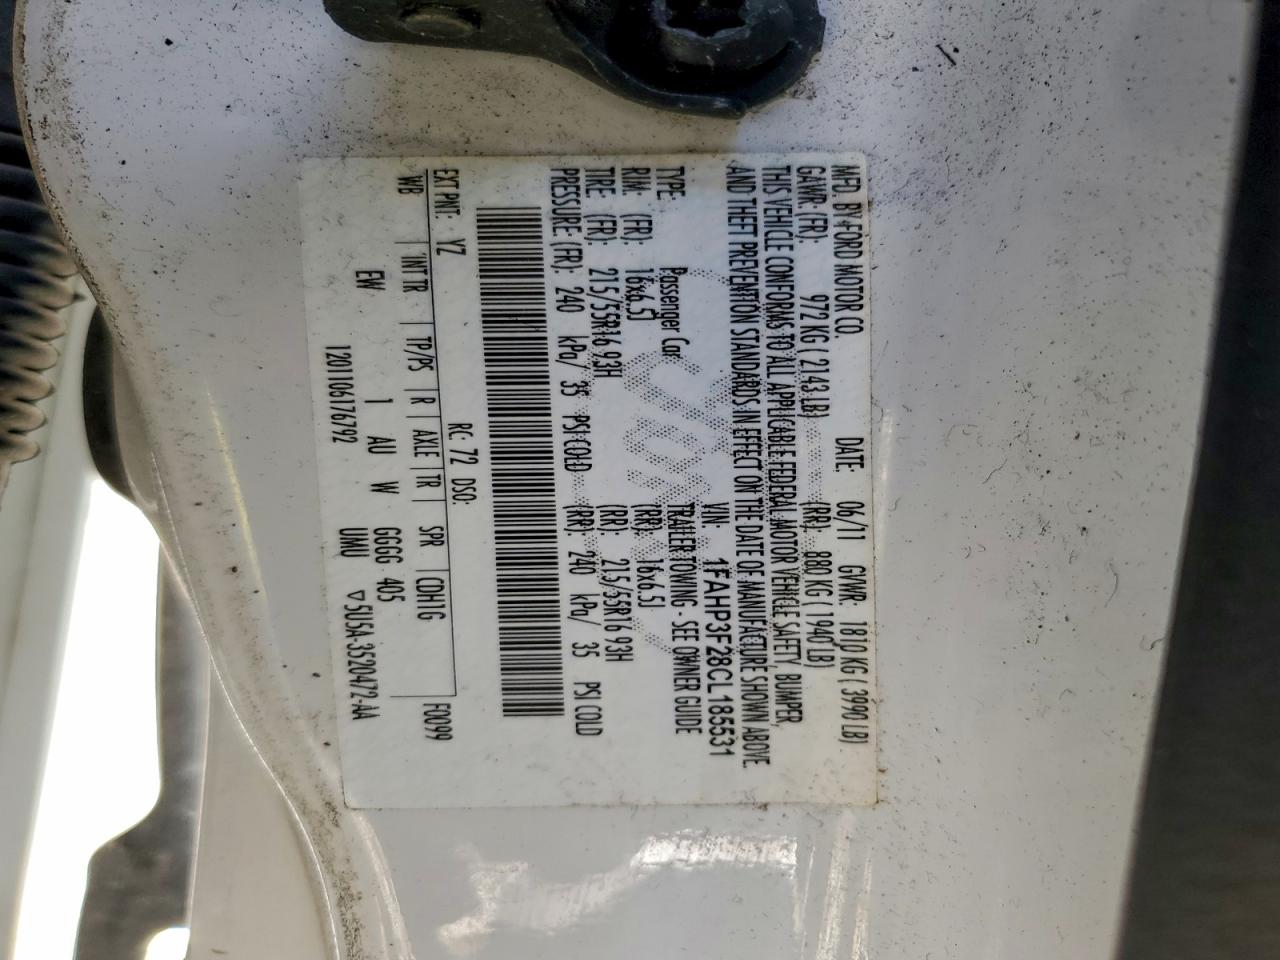 MFD. BY FORD MOTOR CO.
DATE: 06/11 GVWR: 1810 KG ( 3990 LB)
GAWR: (FR): 972 KG ( 2143 LB) (RR): 880 KG ( 1940 LB)
THIS VEHICLE CONFORMS TO ALL APPLICABLE FEDERAL MOTOR VEHICLE SAFETY, BUMPER,
AND THEFT PREVENTION STANDARDS IN EFFECT ON THE DATE OF MANUFACTURE SHOWN ABOVE.
VIN: 1FAHP3F28CL185531
TYPE: Passenger Car TRAILER TOWING - SEE OWNER GUIDE
RIM: (FR): 16x6.5J (RR): 16x6.5J
TIRE: (FR): 215/55R16 93H (RR): 215/55R16 93H
PRESSURE (FR): 240 kPa/ 35 PSI COLD (RR): 240 kPa/ 35 PSI COLD
EXT PNT: YZ RC: 72 DSO: F0099
WB INT TR TP/PS R AXLE TR SPR CDH1G
EW 1 AU W GGGG 405
UMU ▽5U5A-3520472-AA
1201106176792